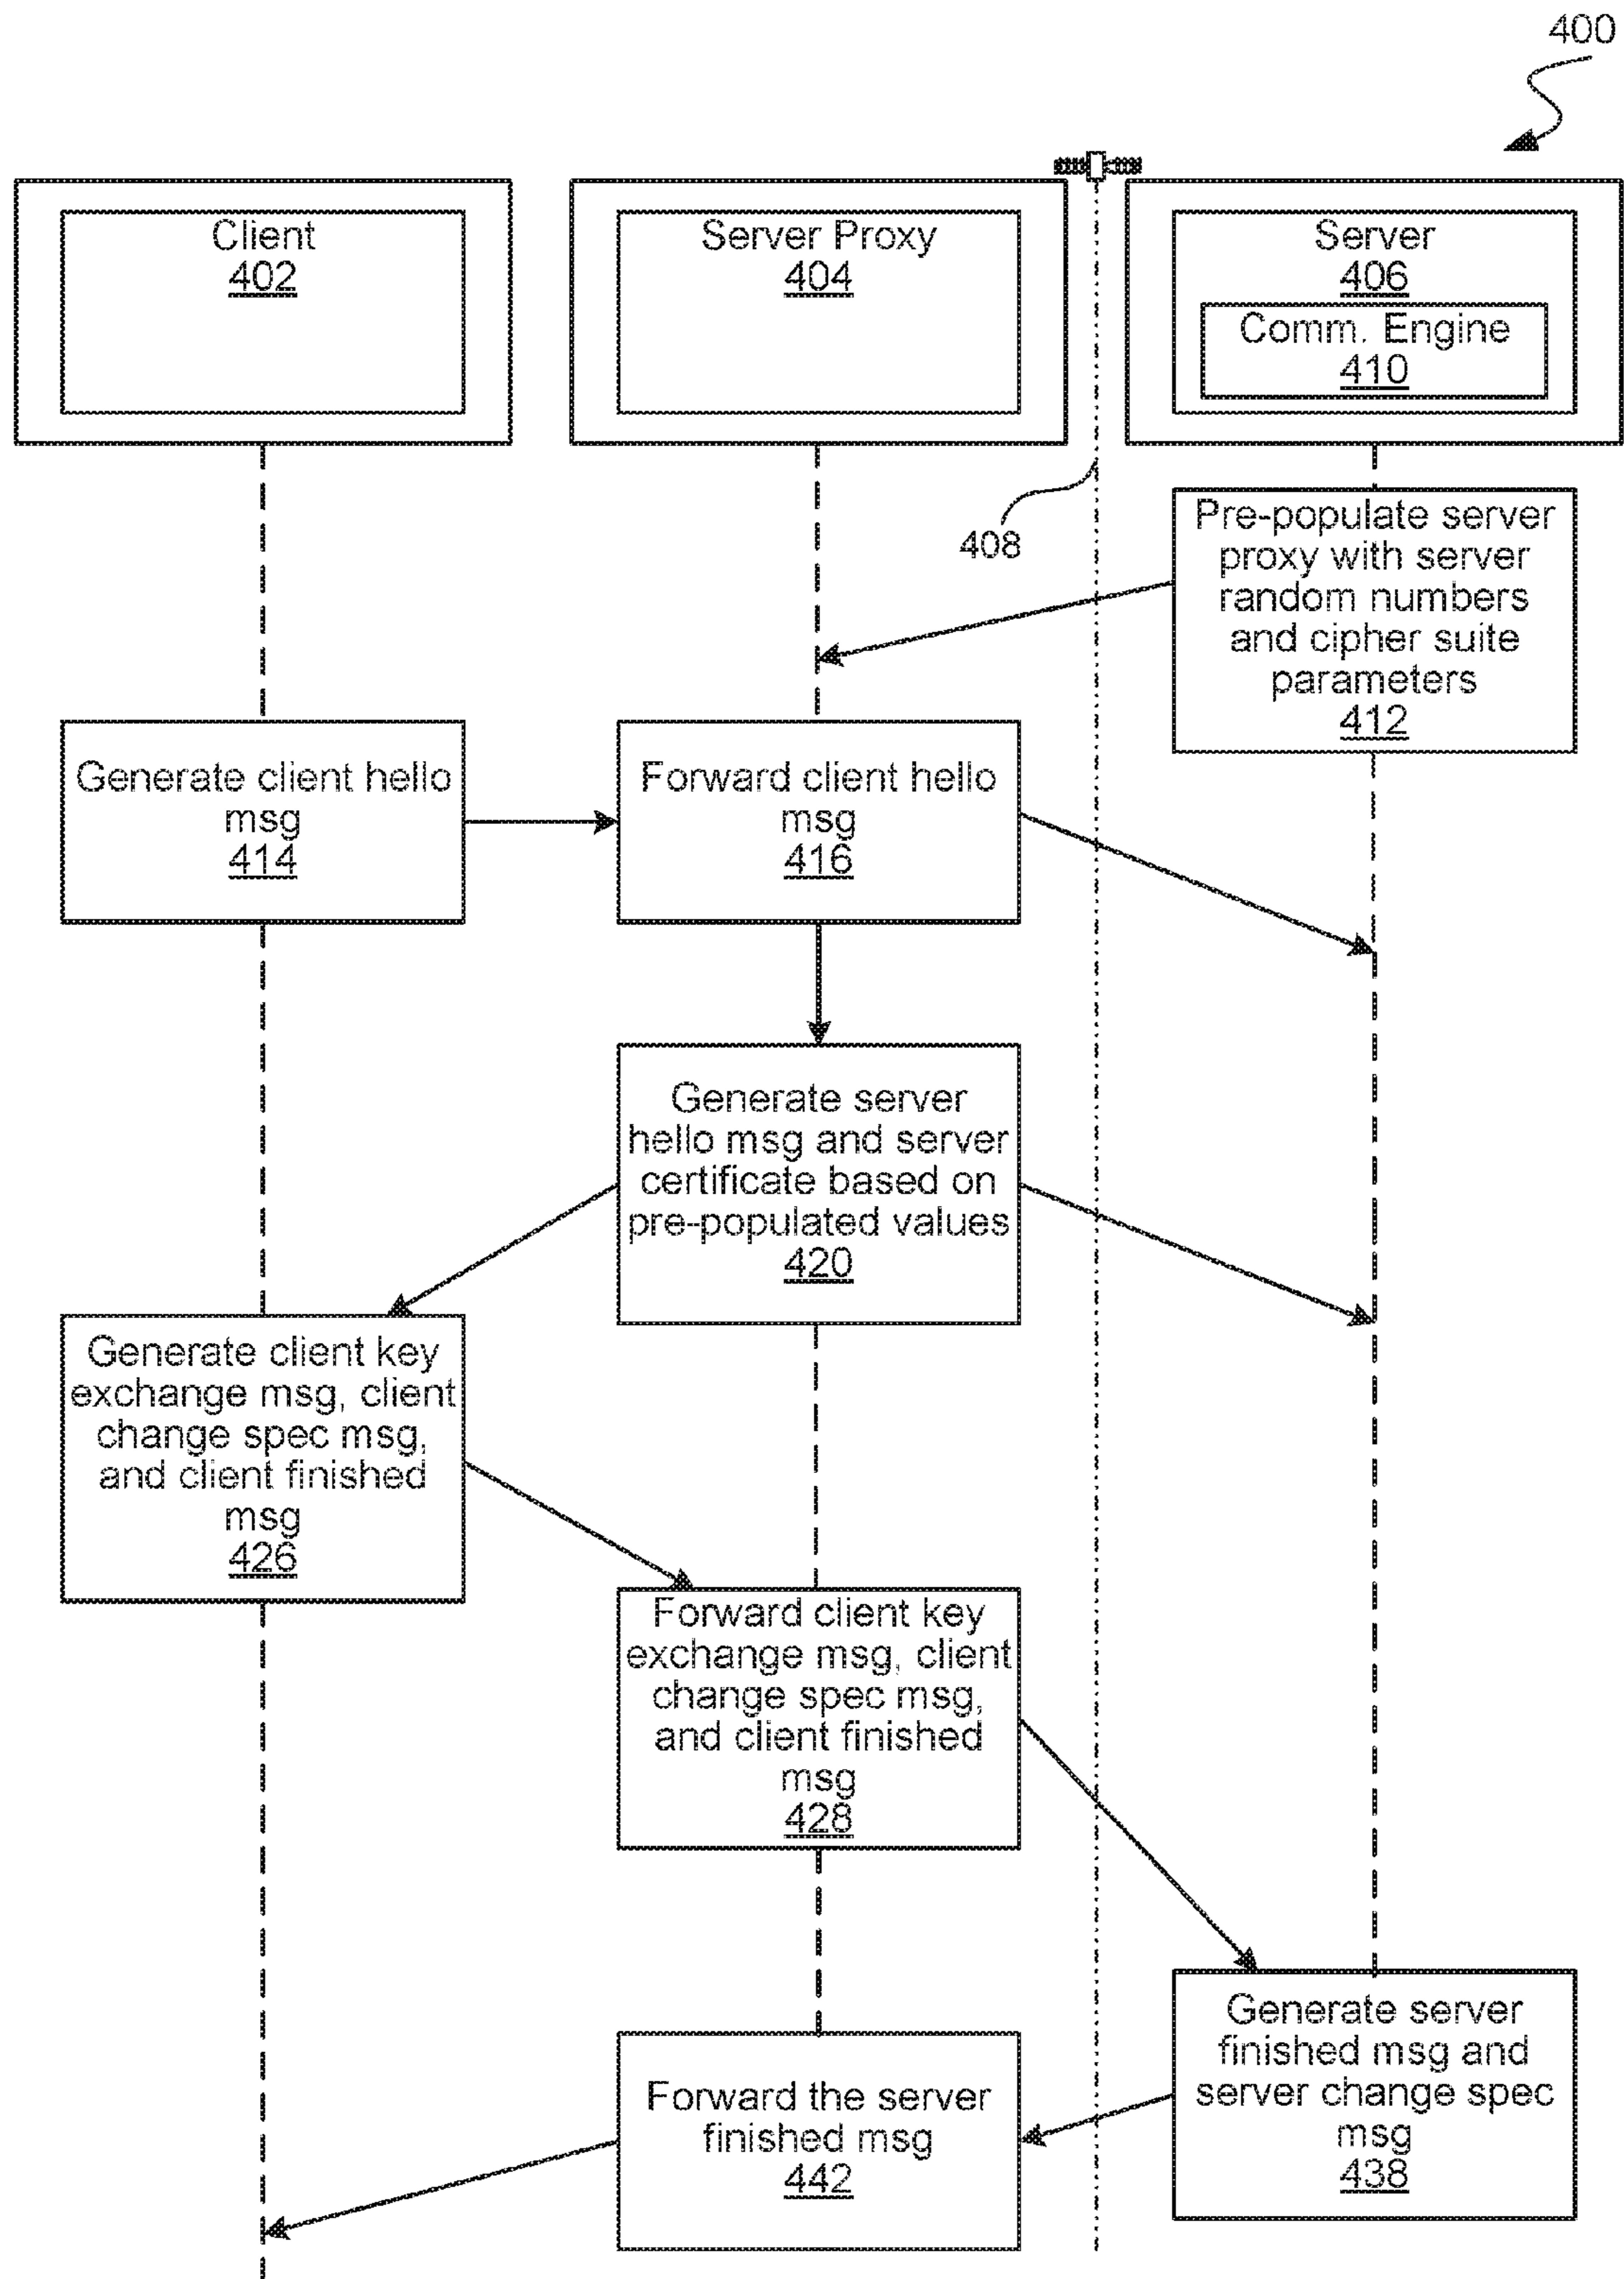 400
Client
402
Server Proxy
404
Server
406
Comm. Engine
410
408
Pre-populate server
proxy with server
random numbers
and cipher suite
parameters
412
Generate client hello
msg
414
Forward client hello
msg
416
Generate server
hello msg and server
certificate based on
pre-populated values
420
Generate client key
exchange msg, client
change spec msg,
and client finished
msg
426
Forward client key
exchange msg, client
change spec msg,
and client finished
msg
428
Generate server
finished msg and
server change spec
msg
438
Forward the server
finished msg
442